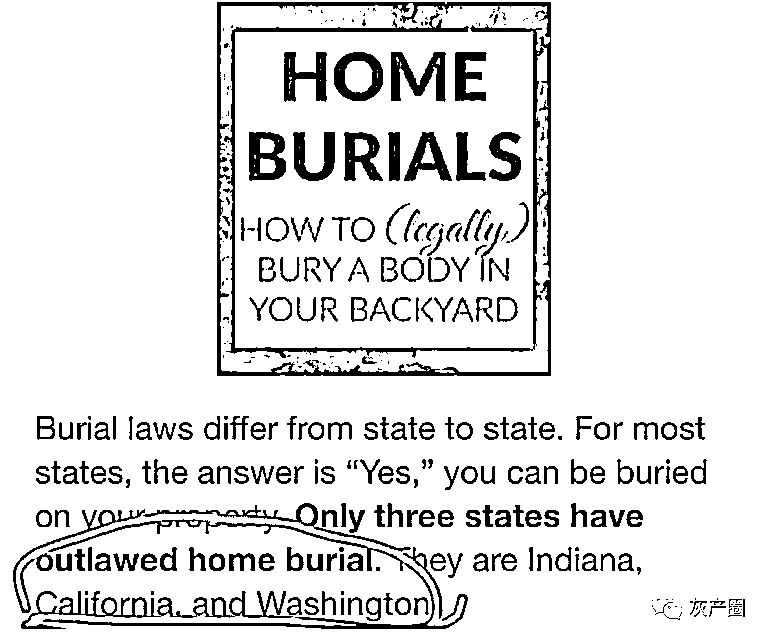 HOME
BURIALS
HOW TO (legally)
BURY A BODY IN
YOUR BACKYARD
Burial laws differ from state to state. For most
states, the answer is “Yes,” you can be buried
on your property. Only three states have
outlawed home burial. They are Indiana,
California, and Washington
灰产圈